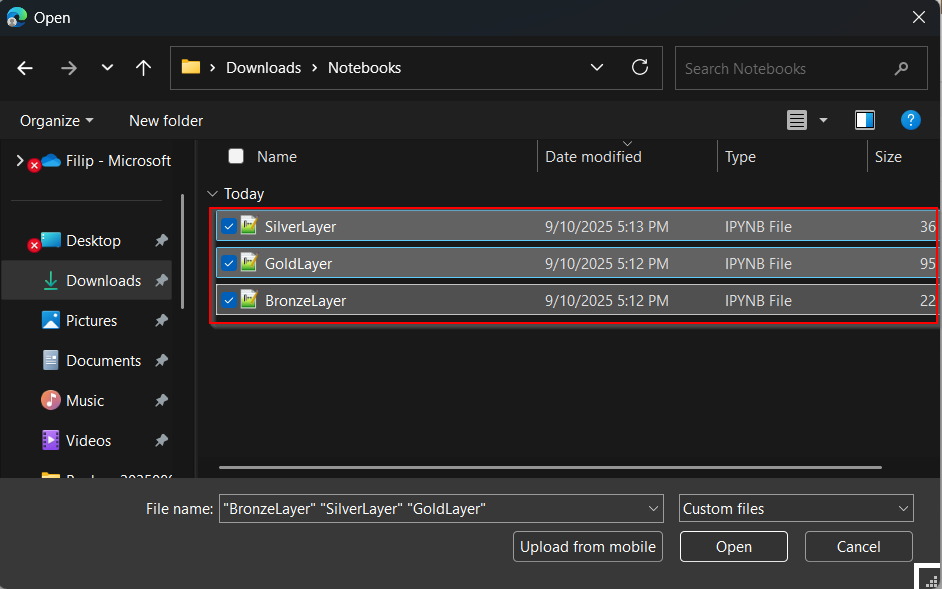 Open
Downloads > Notebooks
Search Notebooks
Organize
New folder
?
Name
Date modified
Type
Size
Filip - Microsoft
Today
SilverLayer 9/10/2025 5:13 PM IPYNB File 36
GoldLayer 9/10/2025 5:12 PM IPYNB File 95
BronzeLayer 9/10/2025 5:12 PM IPYNB File 22
Desktop
Downloads
Pictures
Documents
Music
Videos
File name: "BronzeLayer" "SilverLayer" "GoldLayer"
Custom files
Upload from mobile
Open
Cancel